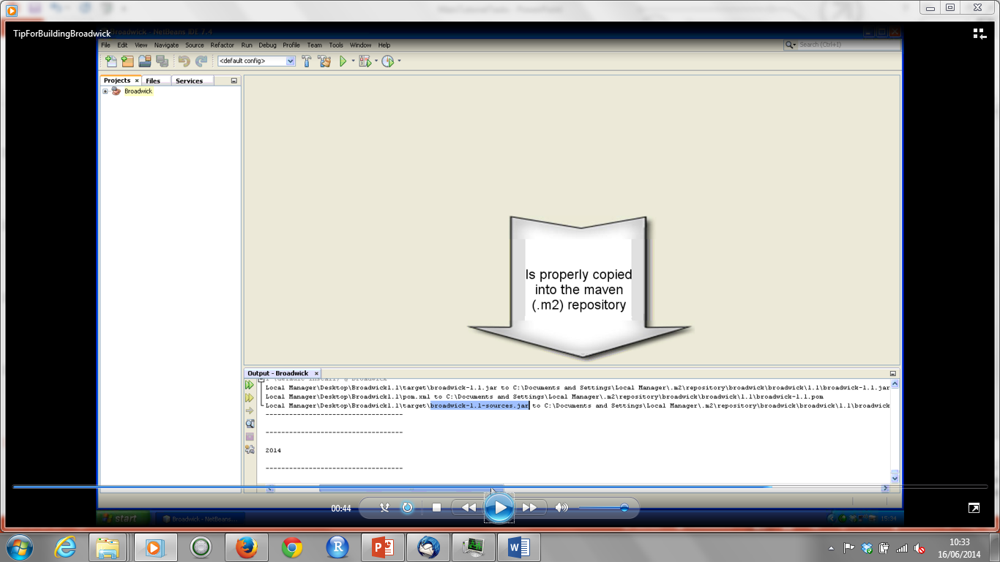 TipForBuildingBroadwick
Broadwick - NetBeans IDE 7.4
File Edit View Navigate Source Refactor Run Debug Profile Team Tools Window Help
Search (Ctrl+I)
<default config>
Projects Files Services
Broadwick
Is properly copied
into the maven
(.m2) repository
Output - Broadwick
Local Manager\Desktop\Broadwick1.1\target\broadwick-1.1.jar to C:\Documents and Settings\Local Manager\.m2\repository\broadwick\broadwick\1.1\broadwick-1.1.jar
Local Manager\Desktop\Broadwick1.1\pom.xml to C:\Documents and Settings\Local Manager\.m2\repository\broadwick\broadwick\1.1\broadwick-1.1.pom
Local Manager\Desktop\Broadwick1.1\target\broadwick-1.1-sources.jar to C:\Documents and Settings\Local Manager\.m2\repository\broadwick\broadwick\1.1\broadwick
----------------------------------
----------------------------------
2014
----------------------------------
00:44
start
Broadwick - NetBeans...
15:24
10:33
16/06/2014